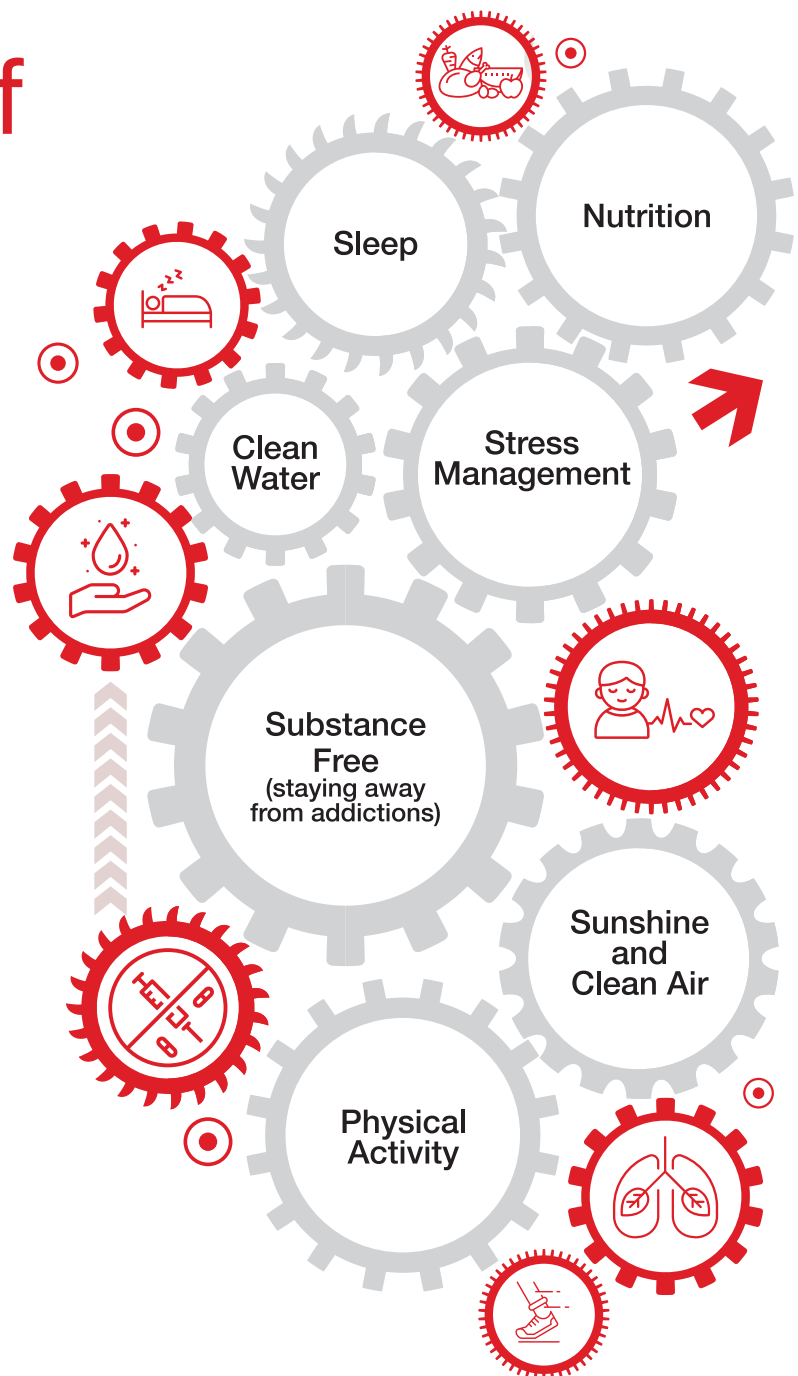 f
Nutrition
Sleep
Clean
Water
Stress
Management
Substance
Free
(staying away
from addictions)
Sunshine
and
Clean Air
Physical
Activity